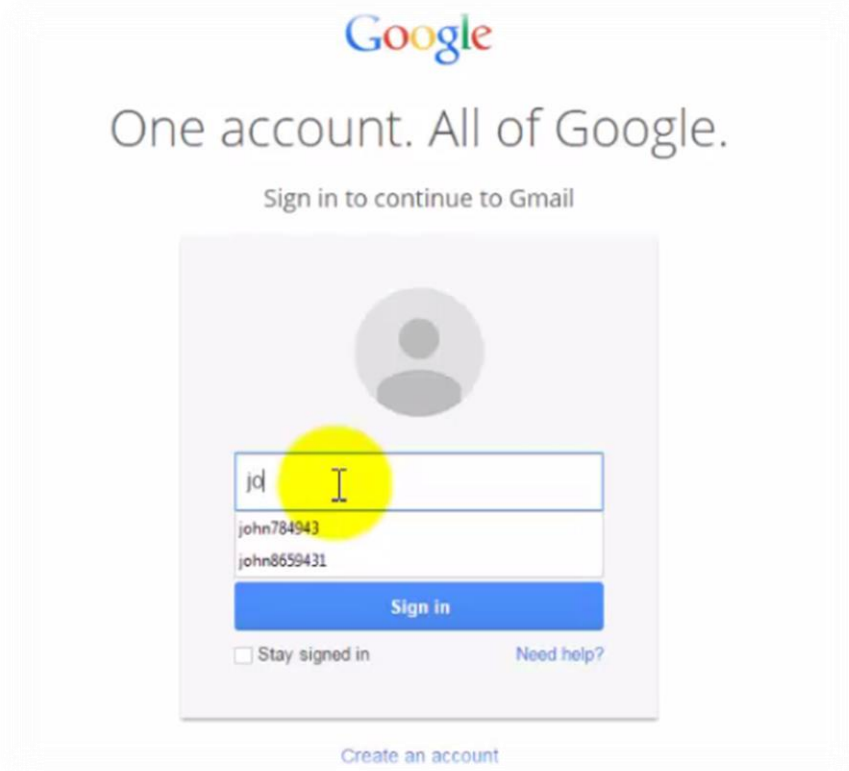 Google
One account. All of Google.
Sign in to continue to Gmail
jo
john784943
john8659431
Sign in
Stay signed in
Need help?
Create an account